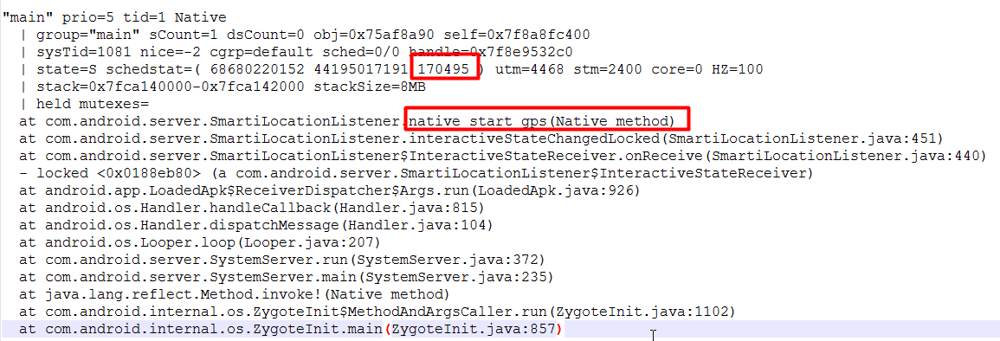 "main" prio=5 tid=1 Native
| group="main" sCount=1 dsCount=0 obj=0x75af8a90 self=0x7f8a8fc400
| sysTid=1081 nice=-2 cgrp=default sched=0/0 handle=0x7f8e9532c0
| state=S schedstat=( 68680220152 44195017191 170495 ) utm=4468 stm=2400 core=0 HZ=100
| stack=0x7fca140000-0x7fca142000 stackSize=8MB
| held mutexes=
at com.android.server.SmartiLocationListener.native_start_gps(Native method)
at com.android.server.SmartiLocationListener.interactiveStateChangedLocked(SmartiLocationListener.java:451)
at com.android.server.SmartiLocationListener$InteractiveStateReceiver.onReceive(SmartiLocationListener.java:440)
- locked <0x0188eb80> (a com.android.server.SmartiLocationListener$InteractiveStateReceiver)
at android.app.LoadedApk$ReceiverDispatcher$Args.run(LoadedApk.java:926)
at android.os.Handler.handleCallback(Handler.java:815)
at android.os.Handler.dispatchMessage(Handler.java:104)
at android.os.Looper.loop(Looper.java:207)
at com.android.server.SystemServer.run(SystemServer.java:372)
at com.android.server.SystemServer.main(SystemServer.java:235)
at java.lang.reflect.Method.invoke!(Native method)
at com.android.internal.os.ZygoteInit$MethodAndArgsCaller.run(ZygoteInit.java:1102)
at com.android.internal.os.ZygoteInit.main(ZygoteInit.java:857)